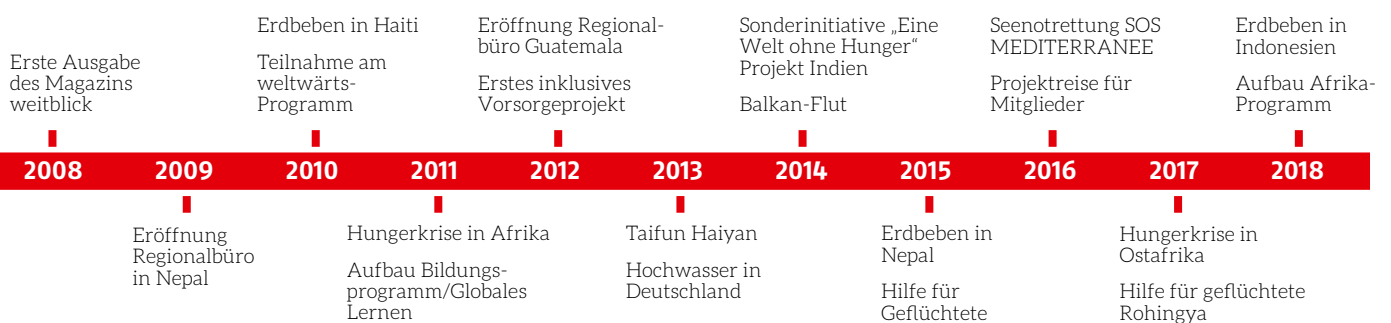 Erste Ausgabe
des Magazins
weitblick
Erdbeben in Haiti
Teilnahme am
weltwärts-
Programm
Eröffnung Regional-
büro Guatemala
Erstes inklusives
Vorsorgeprojekt
Sonderinitiative „Eine
Welt ohne Hunger“
Projekt Indien
Balkan-Flut
Seenotrettung SOS
MEDITERRANEE
Projektreise für
Mitglieder
Erdbeben in
Indonesien
Aufbau Afrika-
Programm
2008 2009 2010 2011 2012 2013 2014 2015 2016 2017 2018
Eröffnung
Regionalbüro
in Nepal
Hungerkrise in Afrika
Aufbau Bildungs-
programm/Globales
Lernen
Taifun Haiyan
Hochwasser in
Deutschland
Erdbeben in
Nepal
Hilfe für
Geflüchtete
Hungerkrise in
Ostafrika
Hilfe für geflüchtete
Rohingya